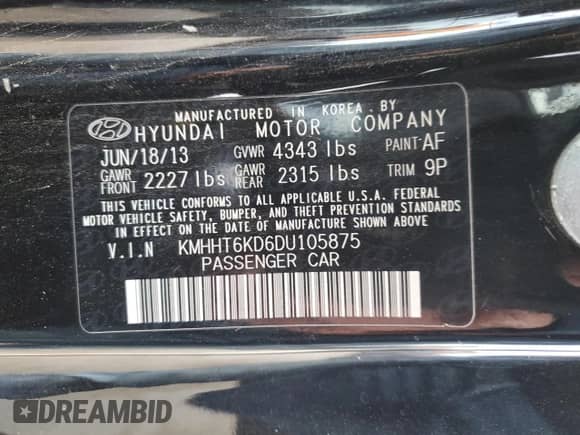 MANUFACTURED IN KOREA BY
HYUNDAI MOTOR COMPANY
JUN/18/13 GVWR 4343 lbs PAINT AF
GAWR FRONT 2227 lbs GAWR REAR 2315 lbs TRIM 9P
THIS VEHICLE CONFORMS TO ALL APPLICABLE U.S.A. FEDERAL
MOTOR VEHICLE SAFETY, BUMPER, AND THEFT PREVENTION STANDARDS
IN EFFECT ON THE DATE OF MANUFACTURE SHOWN ABOVE.
V.I.N KMHHT6KD6DU105875
PASSENGER CAR
DREAMBID